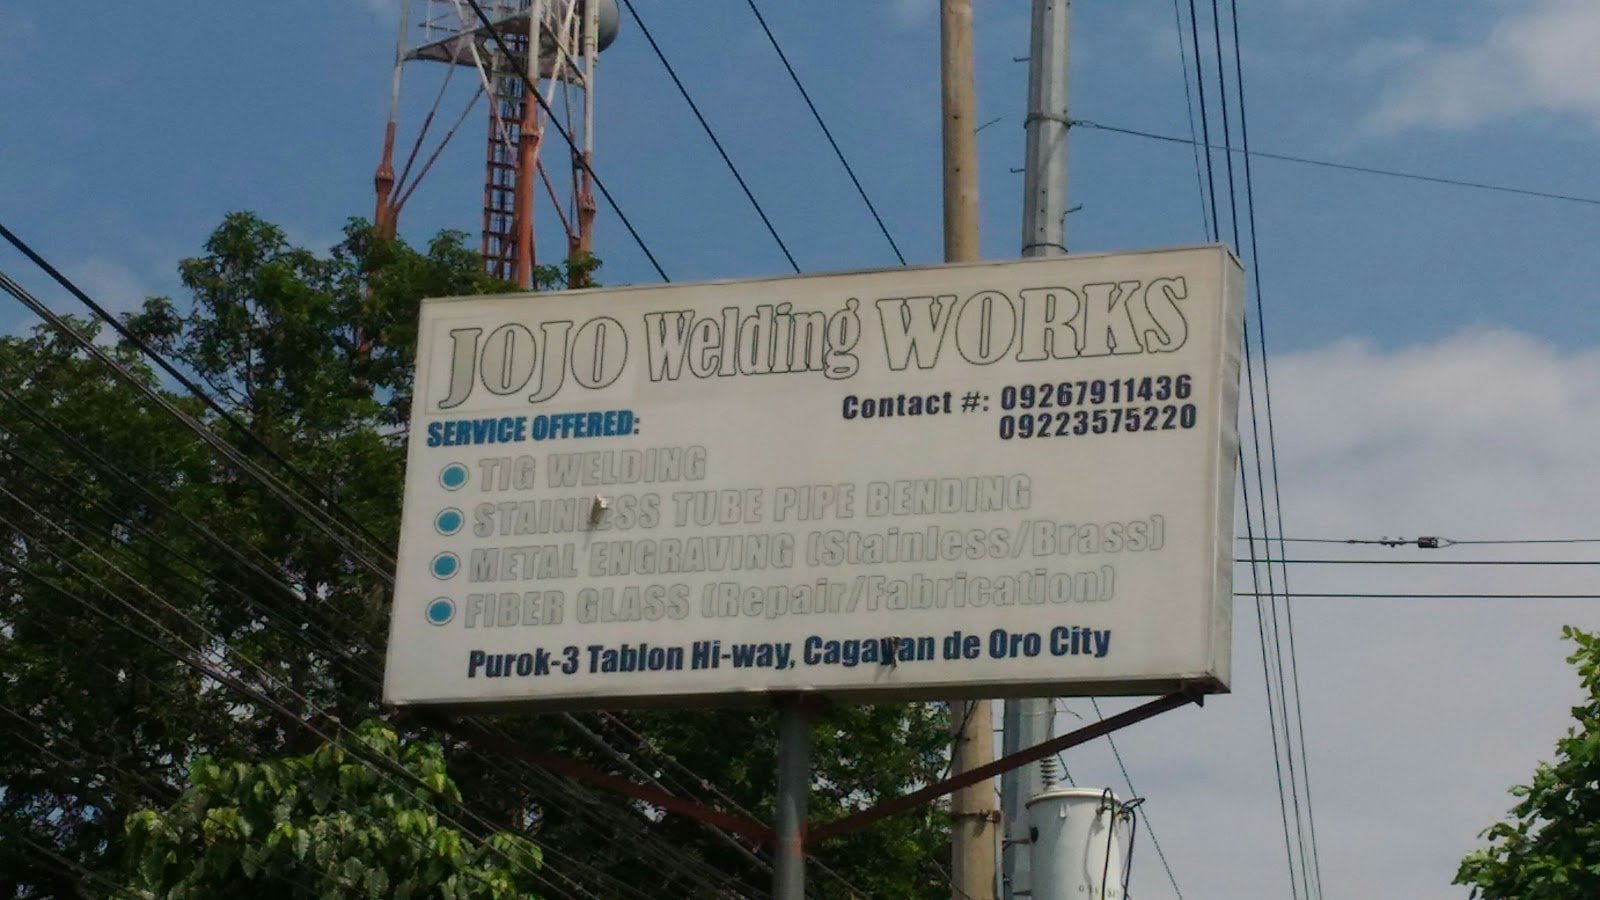 JOJO Welding WORKS
Contact #: 09267911436
09223575220
SERVICE OFFERED:
TIG WELDING
STAINLESS TUBE PIPE BENDING
METAL ENGRAVING (Stainless/Brass)
FIBER GLASS (Repair/Fabrication)
Purok-3 Tablon Hi-way, Cagayan de Oro City